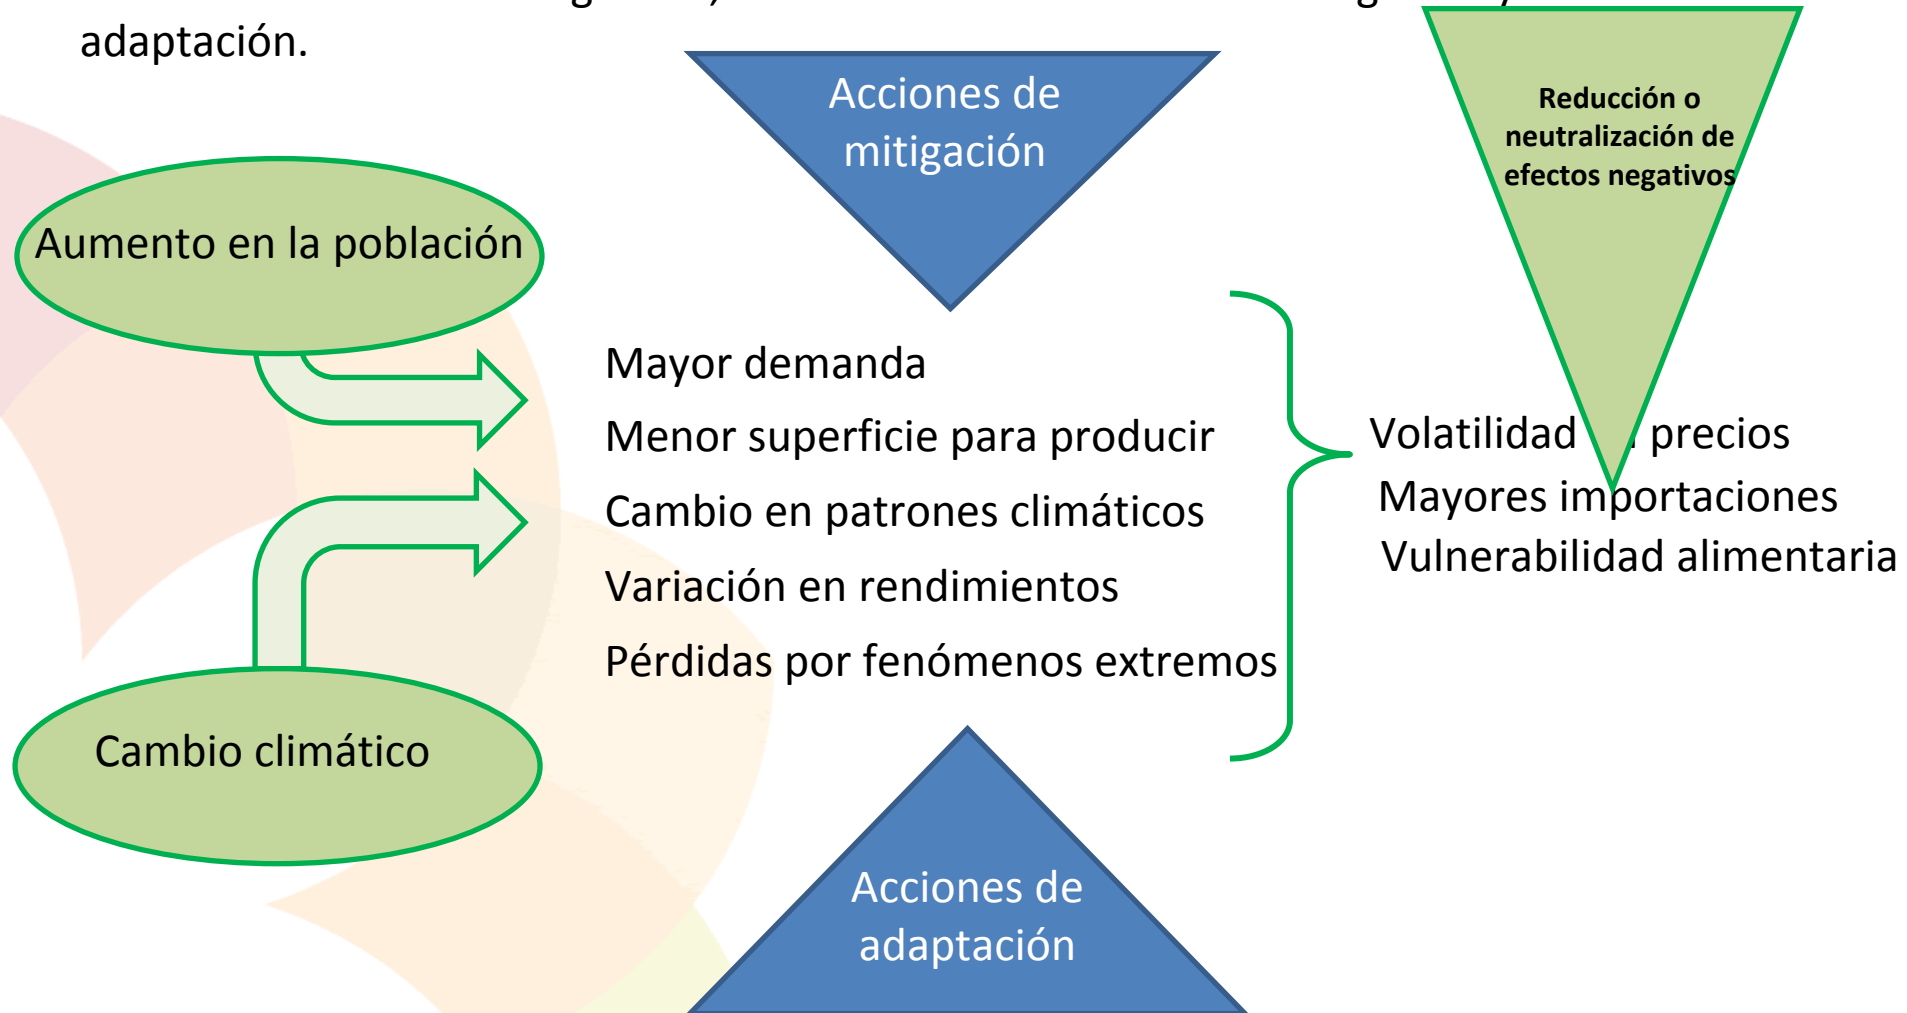 adaptación.
Acciones de
mitigación
Reducción o
neutralización de
efectos negativos
Aumento en la población
Mayor demanda
Menor superficie para producir
Cambio en patrones climáticos
Variación en rendimientos
Pérdidas por fenómenos extremos
Volatilidad precios
Mayores importaciones
Vulnerabilidad alimentaria
Cambio climático
Acciones de
adaptación